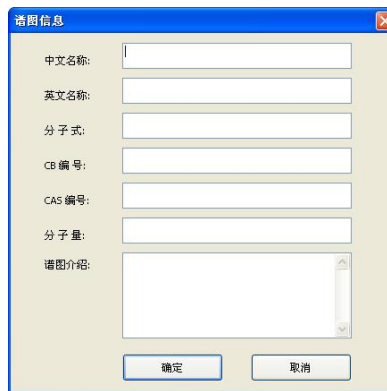 谱图信息
中文名称:
英文名称:
分 子 式:
CB 编 号:
CAS 编号:
分 子 量:
谱图介绍:
确定 取消